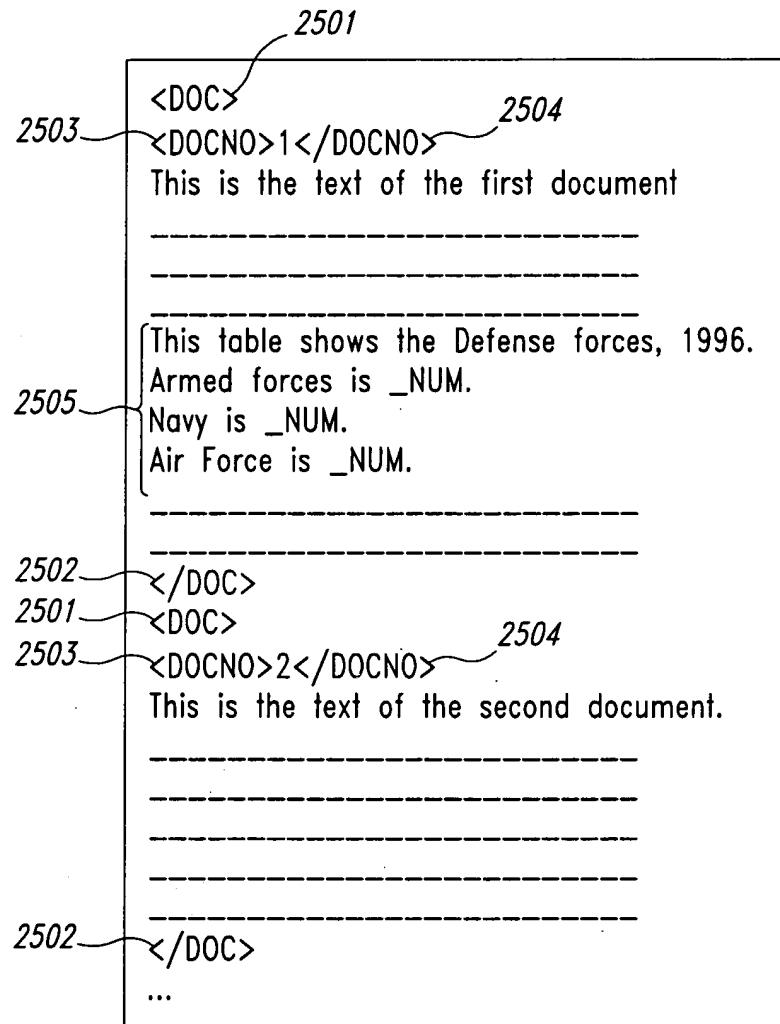 2501
<DOC>
2503 <DOCNO>1</DOCNO> 2504
This is the text of the first document
This table shows the Defense forces, 1996.
Armed forces is _NUM.
2505
Navy is _NUM.
Air Force is _NUM.
2502 </DOC>
2501 <DOC>
2503 <DOCNO>2</DOCNO> 2504
This is the text of the second document.
2502 </DOC>
...